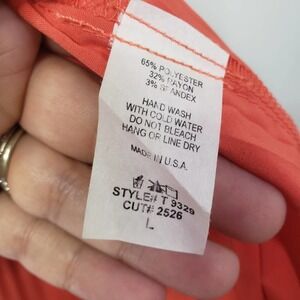 65% POLYESTER
32% RAYON
3% SPANDEX
HAND WASH
WITH COLD WATER
DO NOT BLEACH
HANG OR LINE DRY
MADE IN U.S.A.
STYLE# T 9329
CUT# 2526
L